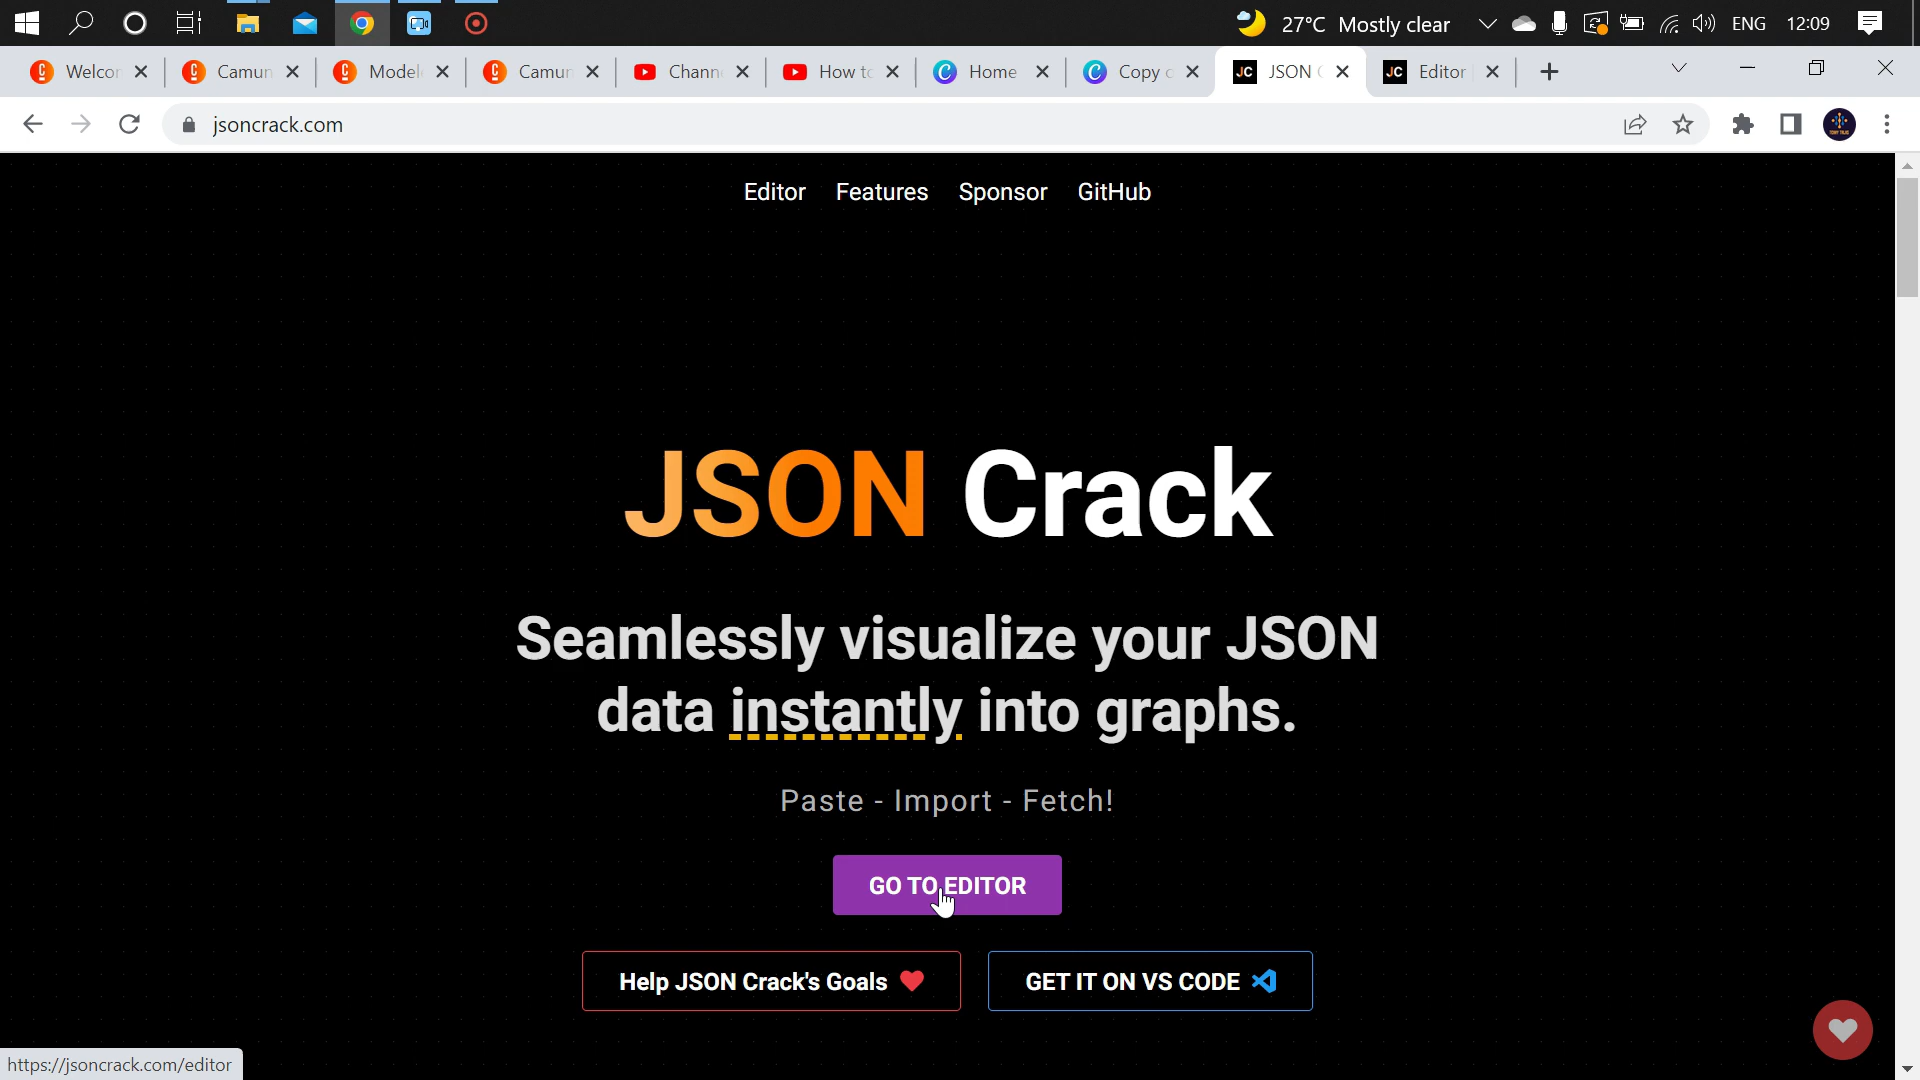 27°C Mostly clear
ENG
12:09
Welcor
Camun
Model
Camun
Chann
How to
Home
Copy o
JC
JSON
JC
Editor
jsoncrack.com
Editor
Features
Sponsor
GitHub
JSON Crack
Seamlessly visualize your JSON
data instantly into graphs.
Paste - Import - Fetch!
GO TO EDITOR
Help JSON Crack's Goals
GET IT ON VS CODE
https://jsoncrack.com/editor